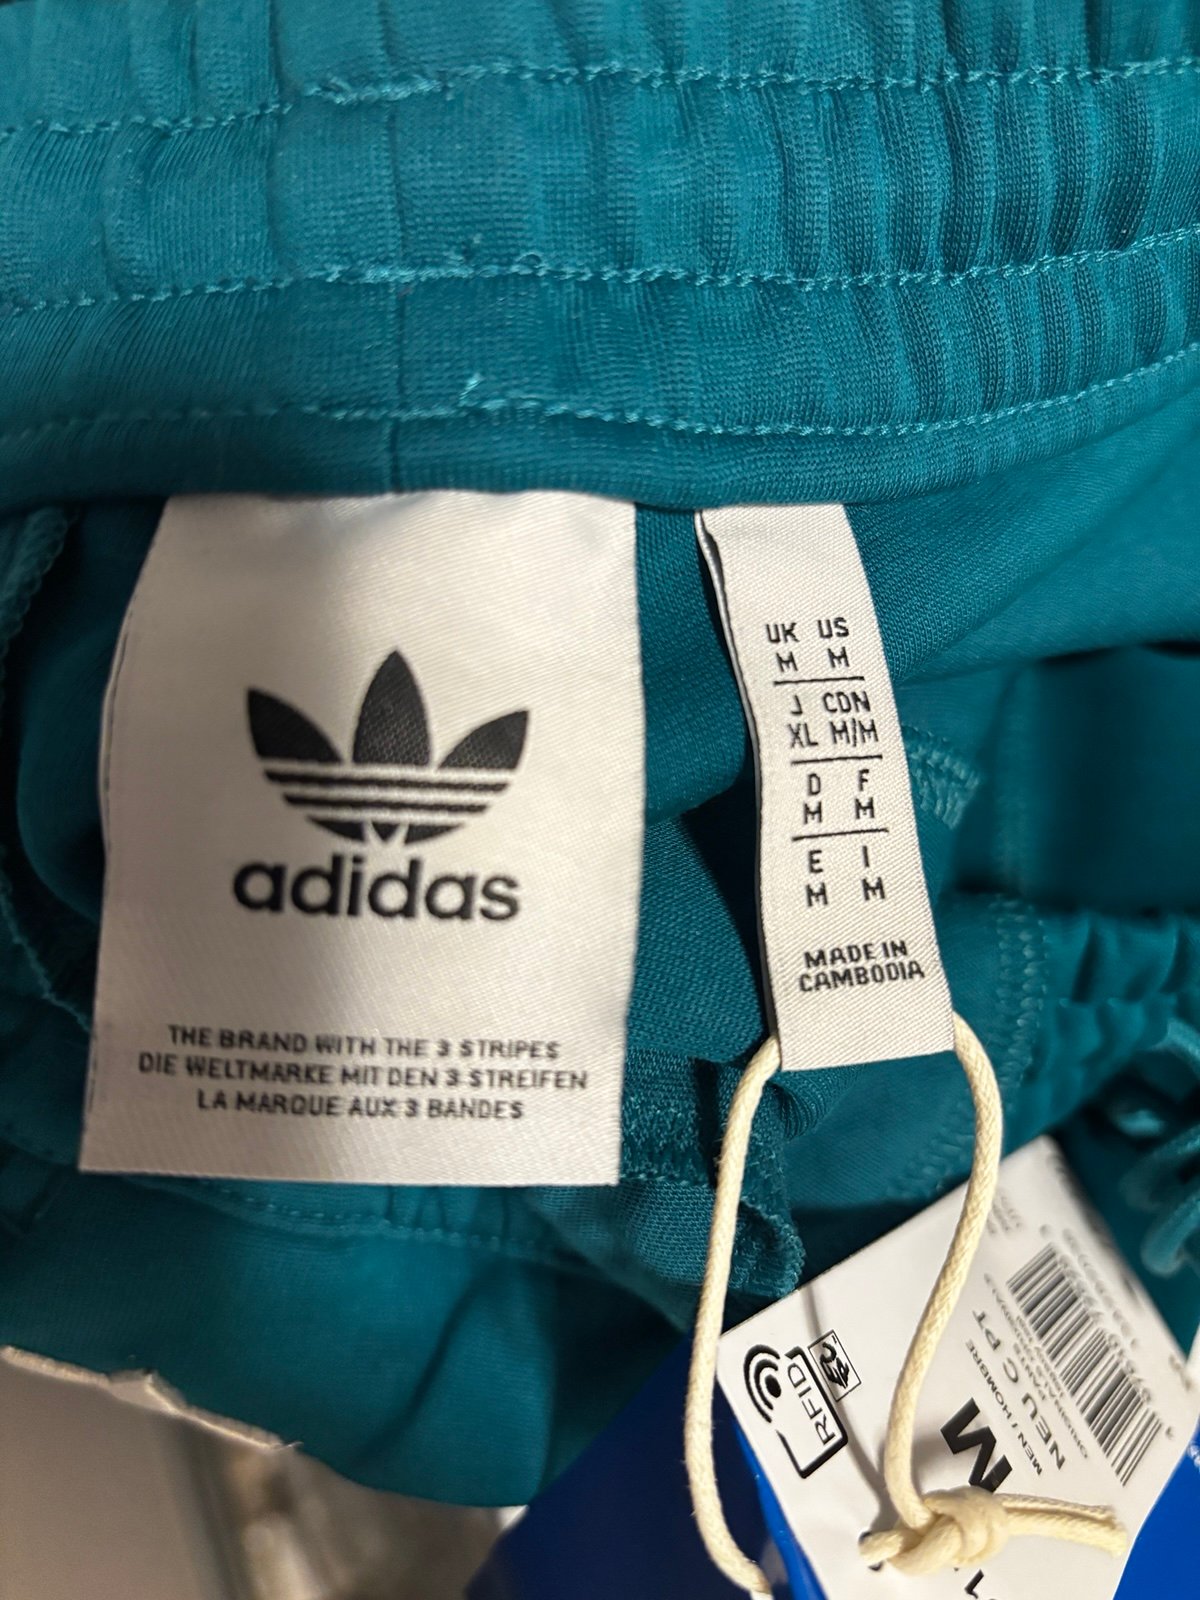 adidas
THE BRAND WITH THE 3 STRIPES
DIE WELTMARKE MIT DEN 3 STREIFEN
LA MARQUE AUX 3 BANDES
UK US
M M
J CDN
XL M/M
D F
M M
E I
M M
MADE IN
CAMBODIA
RFID
M
MEN / HOMBRE
NEU C PT